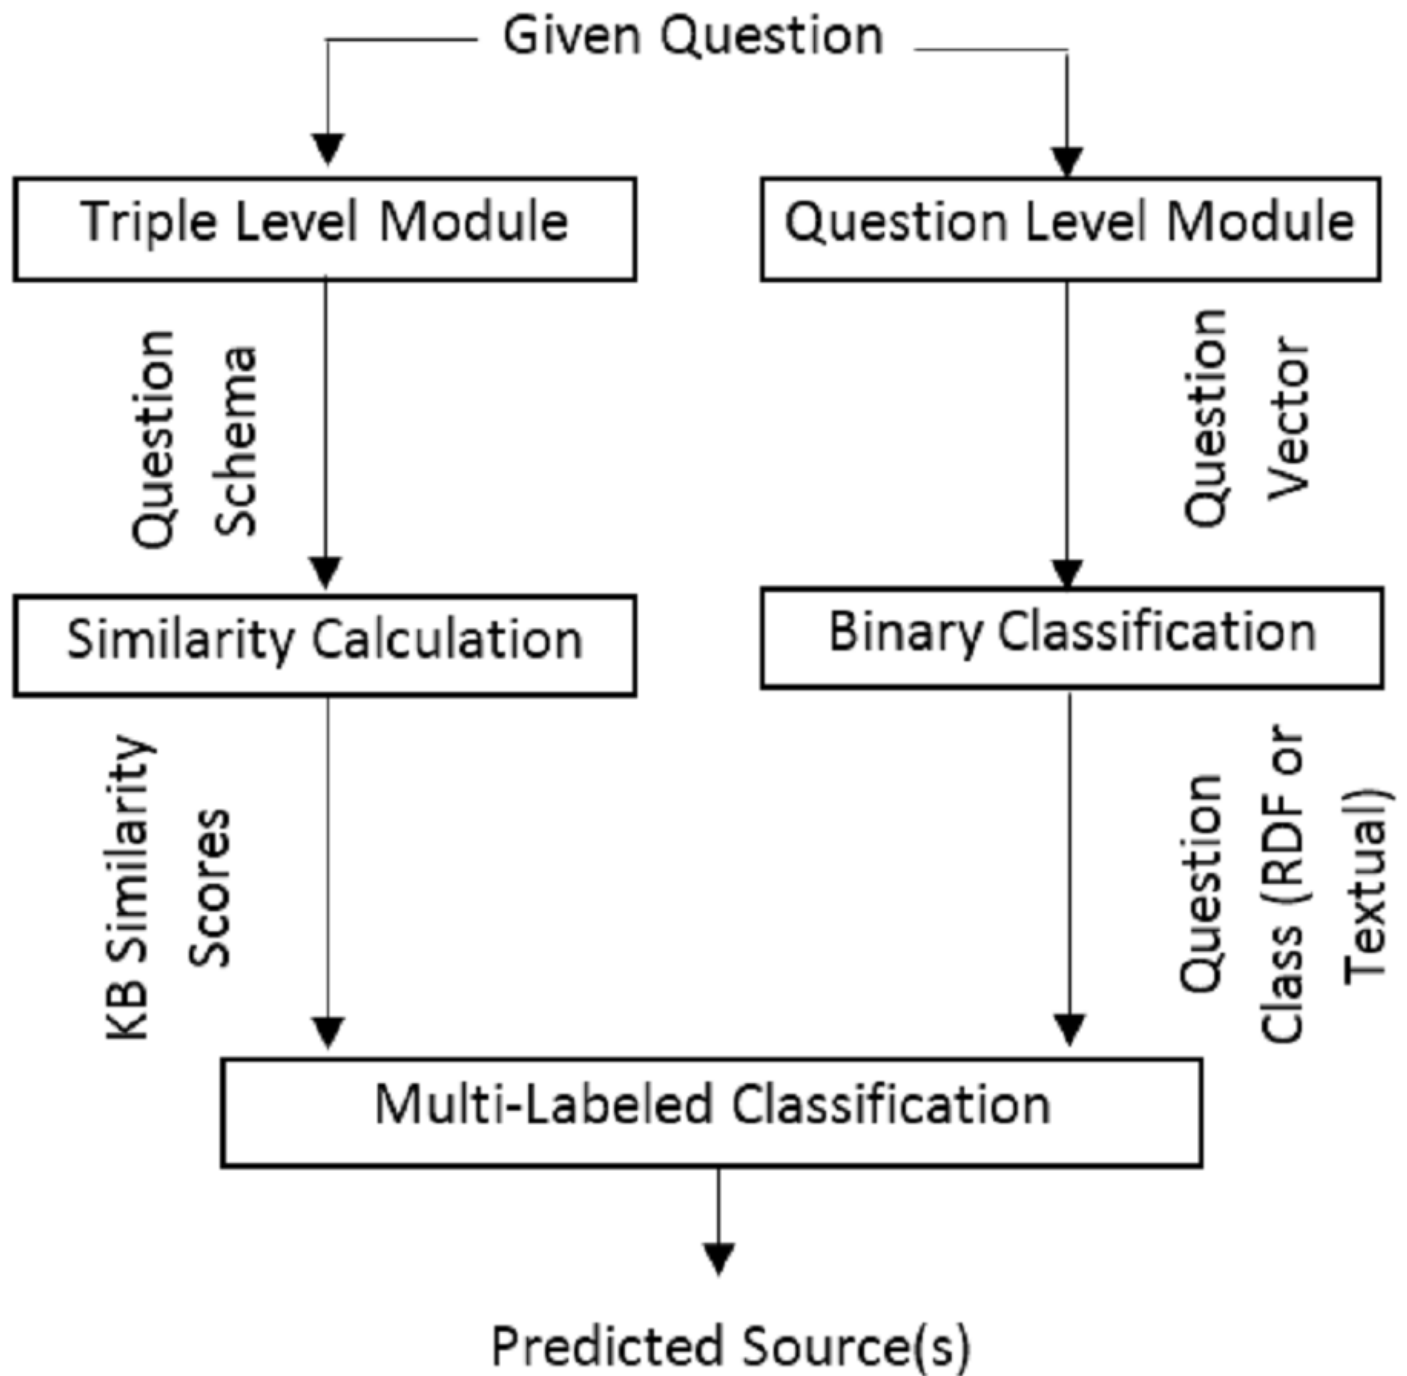 Given Question
Triple Level Module
Question Level Module
Question
Schema
Question
Vector
Similarity Calculation
Binary Classification
KB Similarity
Scores
Question
Class (RDF or
Textual)
Multi-Labeled Classification
Predicted Source(s)